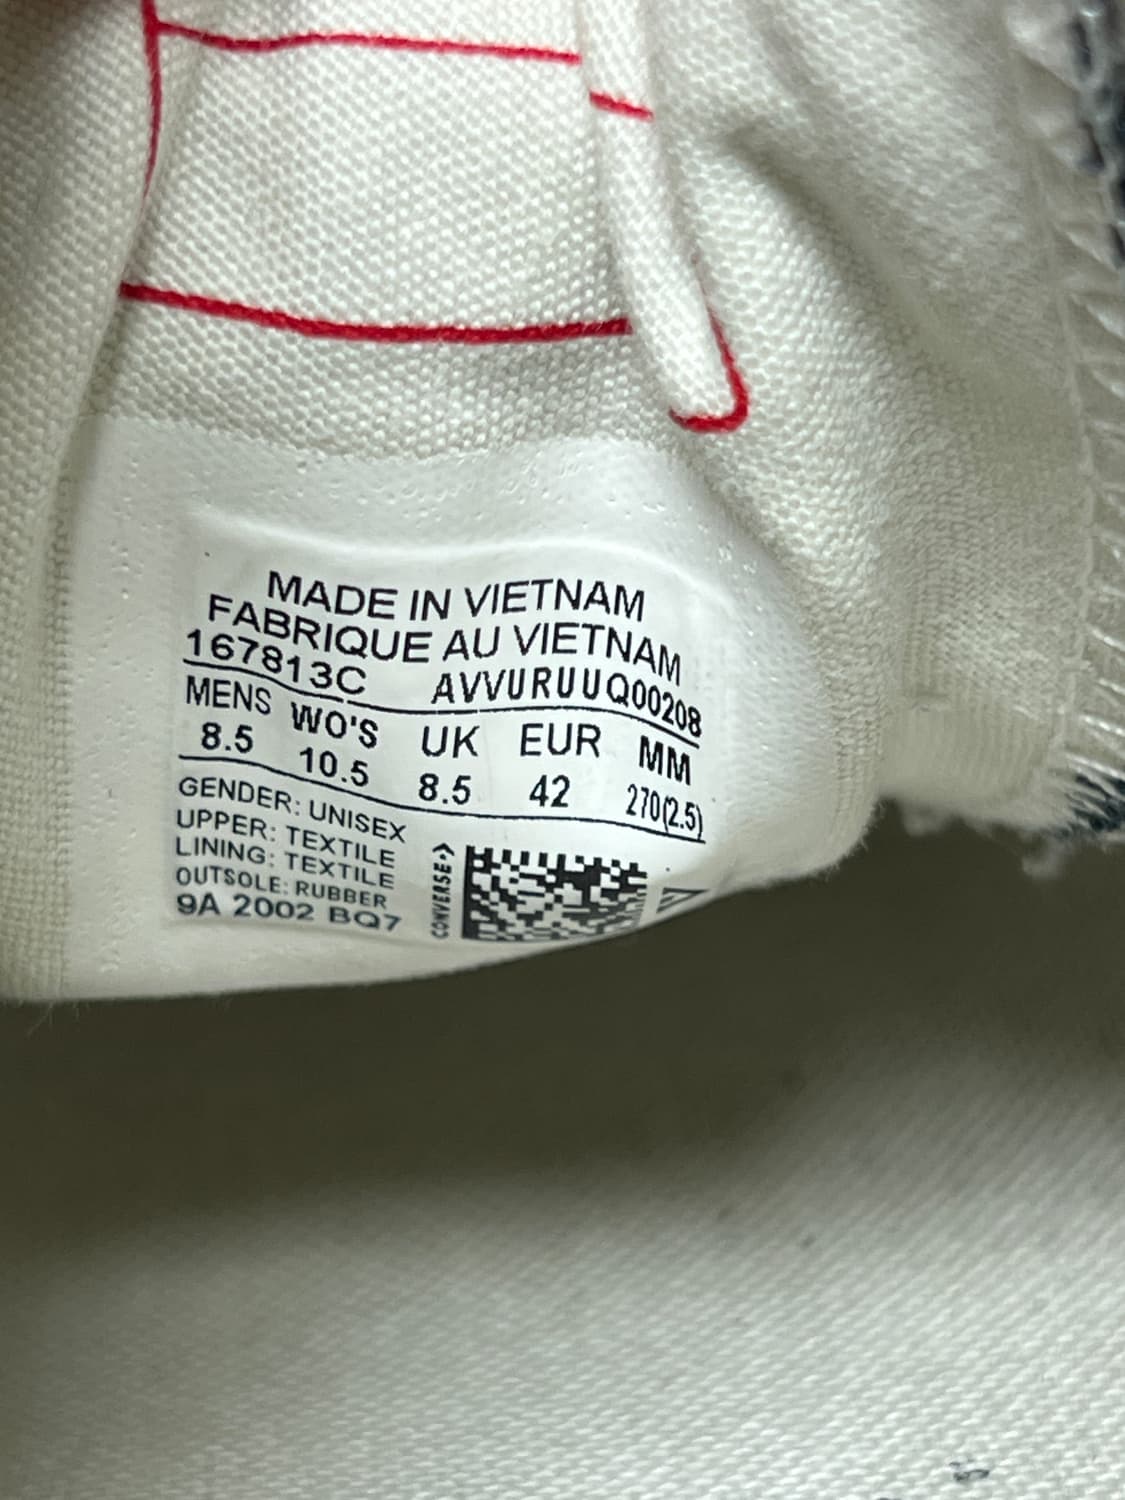 MADE IN VIETNAM
FABRIQUE AU VIETNAM
167813C AVVURUUQ00208
MENS WO'S UK EUR MM
8.5 10.5 8.5 42 270(2.5)
GENDER: UNISEX
UPPER: TEXTILE
LINING: TEXTILE
OUTSOLE: RUBBER
9A 2002 BQ7
CONVERSE